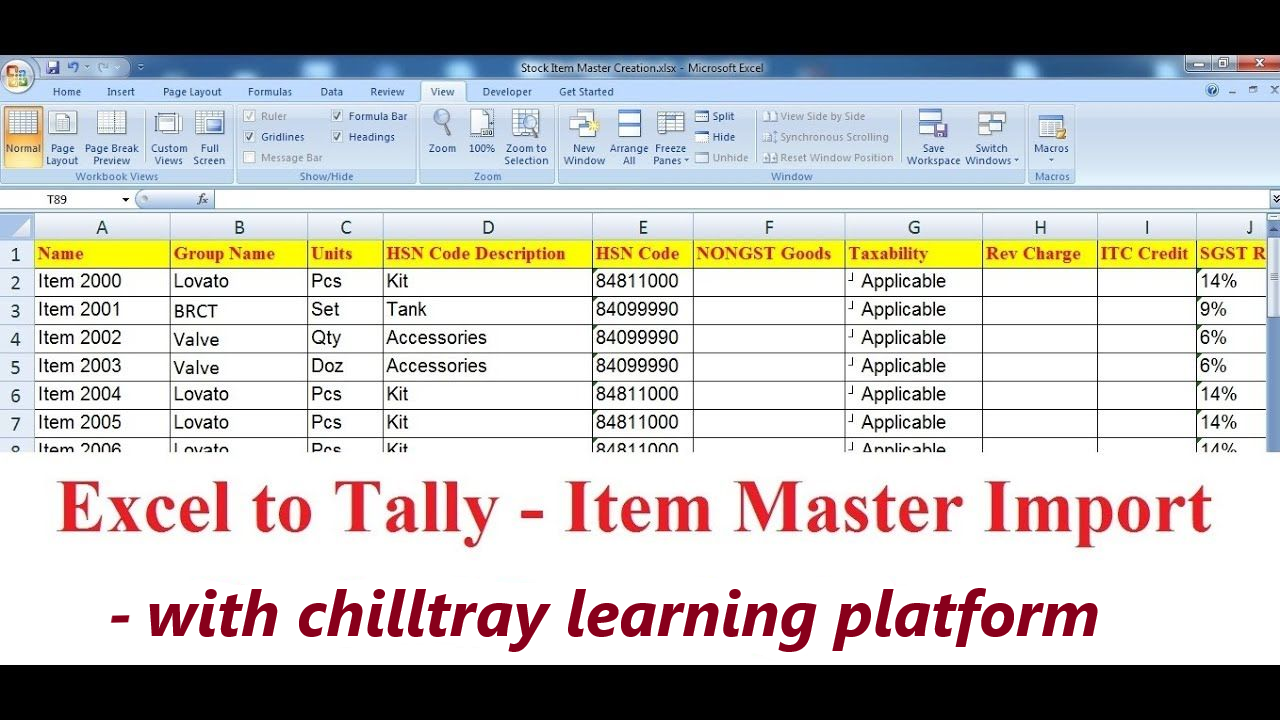 Stock Item Master Creation.xlsx - Microsoft Excel
Home Insert Page Layout Formulas Data Review View Developer Get Started
Ruler Formula Bar Split View Side by Side
Gridlines Headings Hide Synchronous Scrolling
Message Bar Unhide Reset Window Position
Normal Page Layout Page Break Preview Custom Views Full Screen Zoom 100% Zoom to Selection New Window Arrange All Freeze Panes Save Workspace Switch Windows Macros
Workbook Views Show/Hide Zoom Window Macros
T89 fx
A B C D E F G H I J
1 Name Group Name Units HSN Code Description HSN Code NONGST Goods Taxability Rev Charge ITC Credit SGST R
2 Item 2000 Lovato Pcs Kit 84811000 ┘ Applicable 14%
3 Item 2001 BRCT Set Tank 84099990 ┘ Applicable 9%
4 Item 2002 Valve Qty Accessories 84099990 ┘ Applicable 6%
5 Item 2003 Valve Doz Accessories 84099990 ┘ Applicable 6%
6 Item 2004 Lovato Pcs Kit 84811000 ┘ Applicable 14%
7 Item 2005 Lovato Pcs Kit 84811000 ┘ Applicable 14%
8 Item 2006 Lovato Pcs Kit 84811000 ┘ Applicable 14%
Excel to Tally - Item Master Import
- with chilltray learning platform